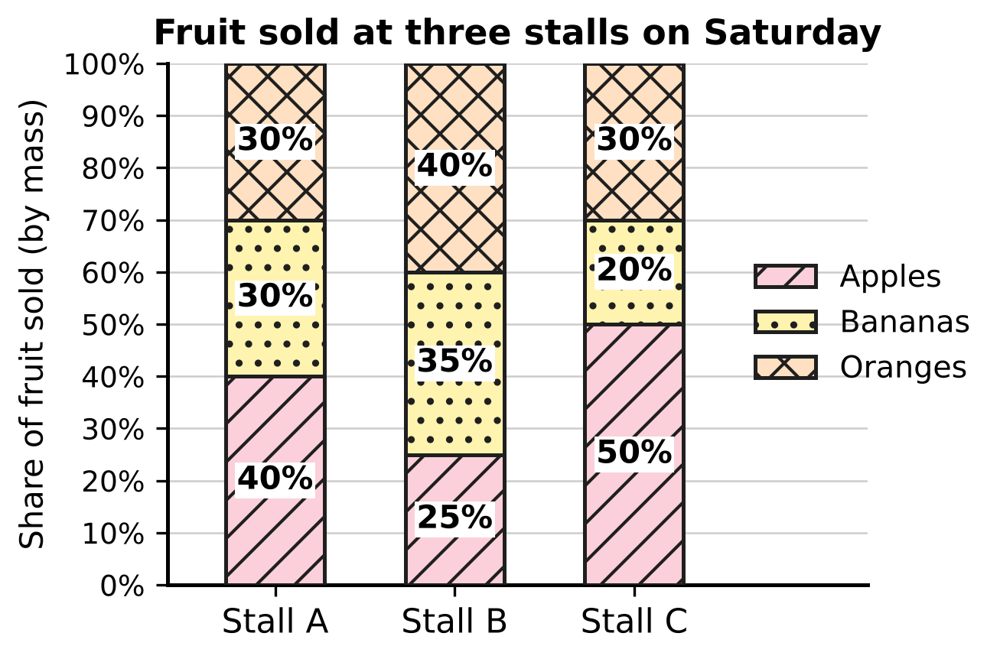 Fruit sold at three stalls on Saturday
Share of fruit sold (by mass)
100%
90%
80%
70%
60%
50%
40%
30%
20%
10%
0%
30%
40%
30%
30%
35%
20%
40%
25%
50%
Stall A
Stall B
Stall C
Apples
Bananas
Oranges